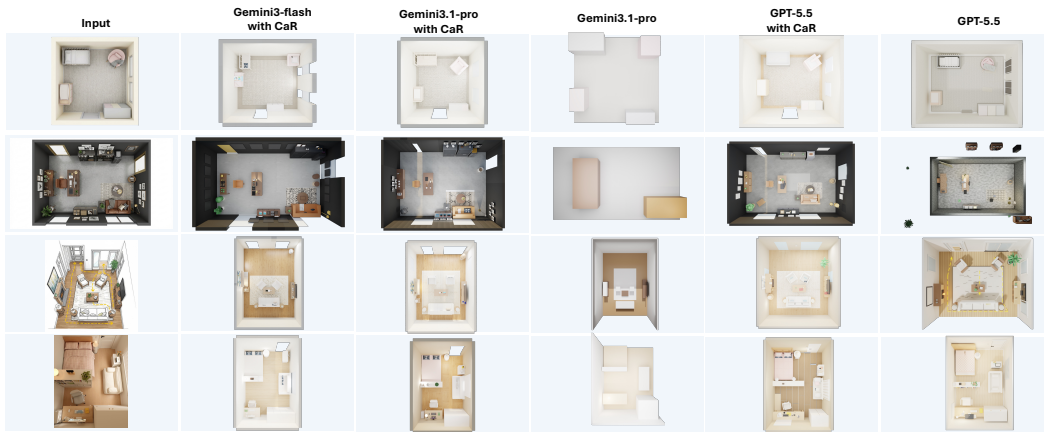 Input
Gemini3-flash
with CaR
Gemini3.1-pro
with CaR
Gemini3.1-pro
GPT-5.5
with CaR
GPT-5.5